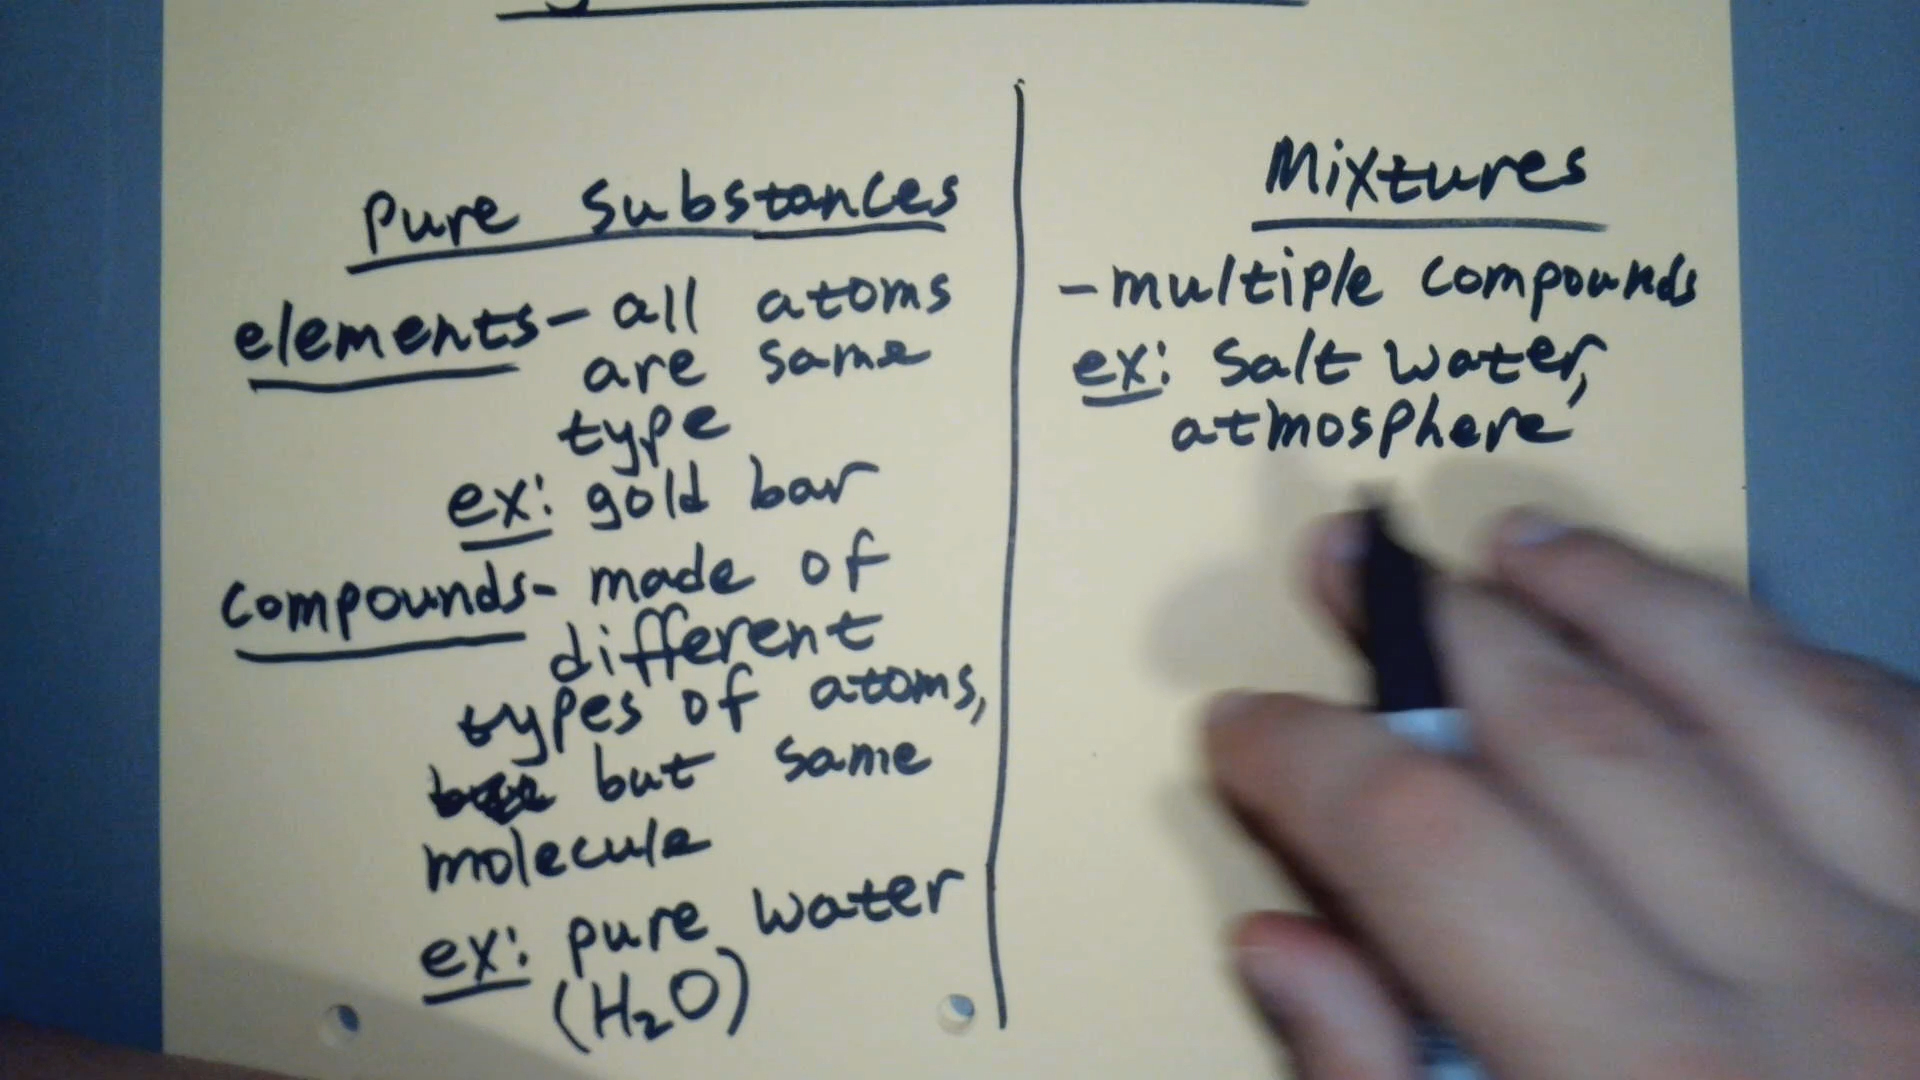 Pure Substances
elements - all atoms
are same
type
ex: gold bar
compounds - made of
different
types of atoms,
but same
molecule
ex: pure water
(H₂O)
Mixtures
- multiple compounds
ex: Salt water,
atmosphere